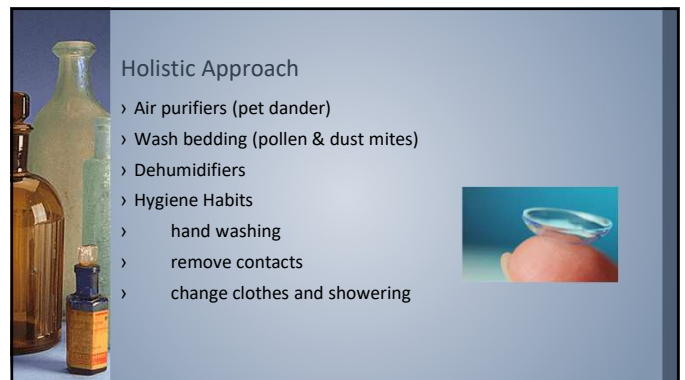 Holistic Approach
› Air purifiers (pet dander)
› Wash bedding (pollen & dust mites)
› Dehumidifiers
› Hygiene Habits
› hand washing
› remove contacts
› change clothes and showering